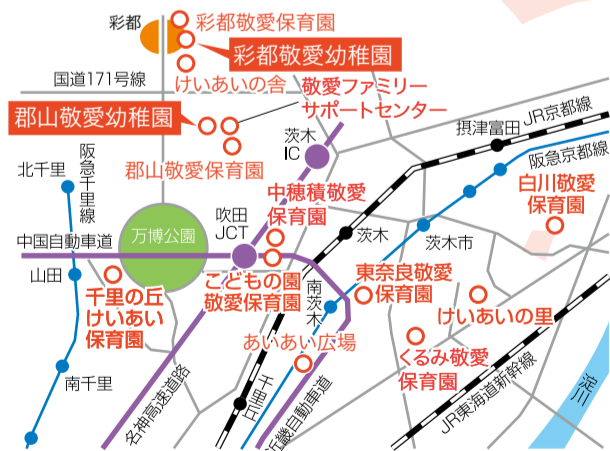 彩都
彩都敬愛保育園
彩都敬愛幼稚園
けいあいの舎
国道171号線
敬愛ファミリー
サポートセンター
郡山敬愛幼稚園
郡山敬愛保育園
茨木
IC
摂津富田
JR京都線
阪急京都線
北千里
阪急千里線
白川敬愛
保育園
中穂積敬愛
保育園
万博公園
吹田
JCT
茨木
茨木市
中国自動車道
山田
こどもの園
敬愛保育園
南茨木
東奈良敬愛
保育園
千里の丘
けいあい
保育園
けいあいの里
あいあい広場
くるみ敬愛
保育園
南千里
名神高速道路
千里丘
近畿自動車道
JR東海道新幹線
淀川